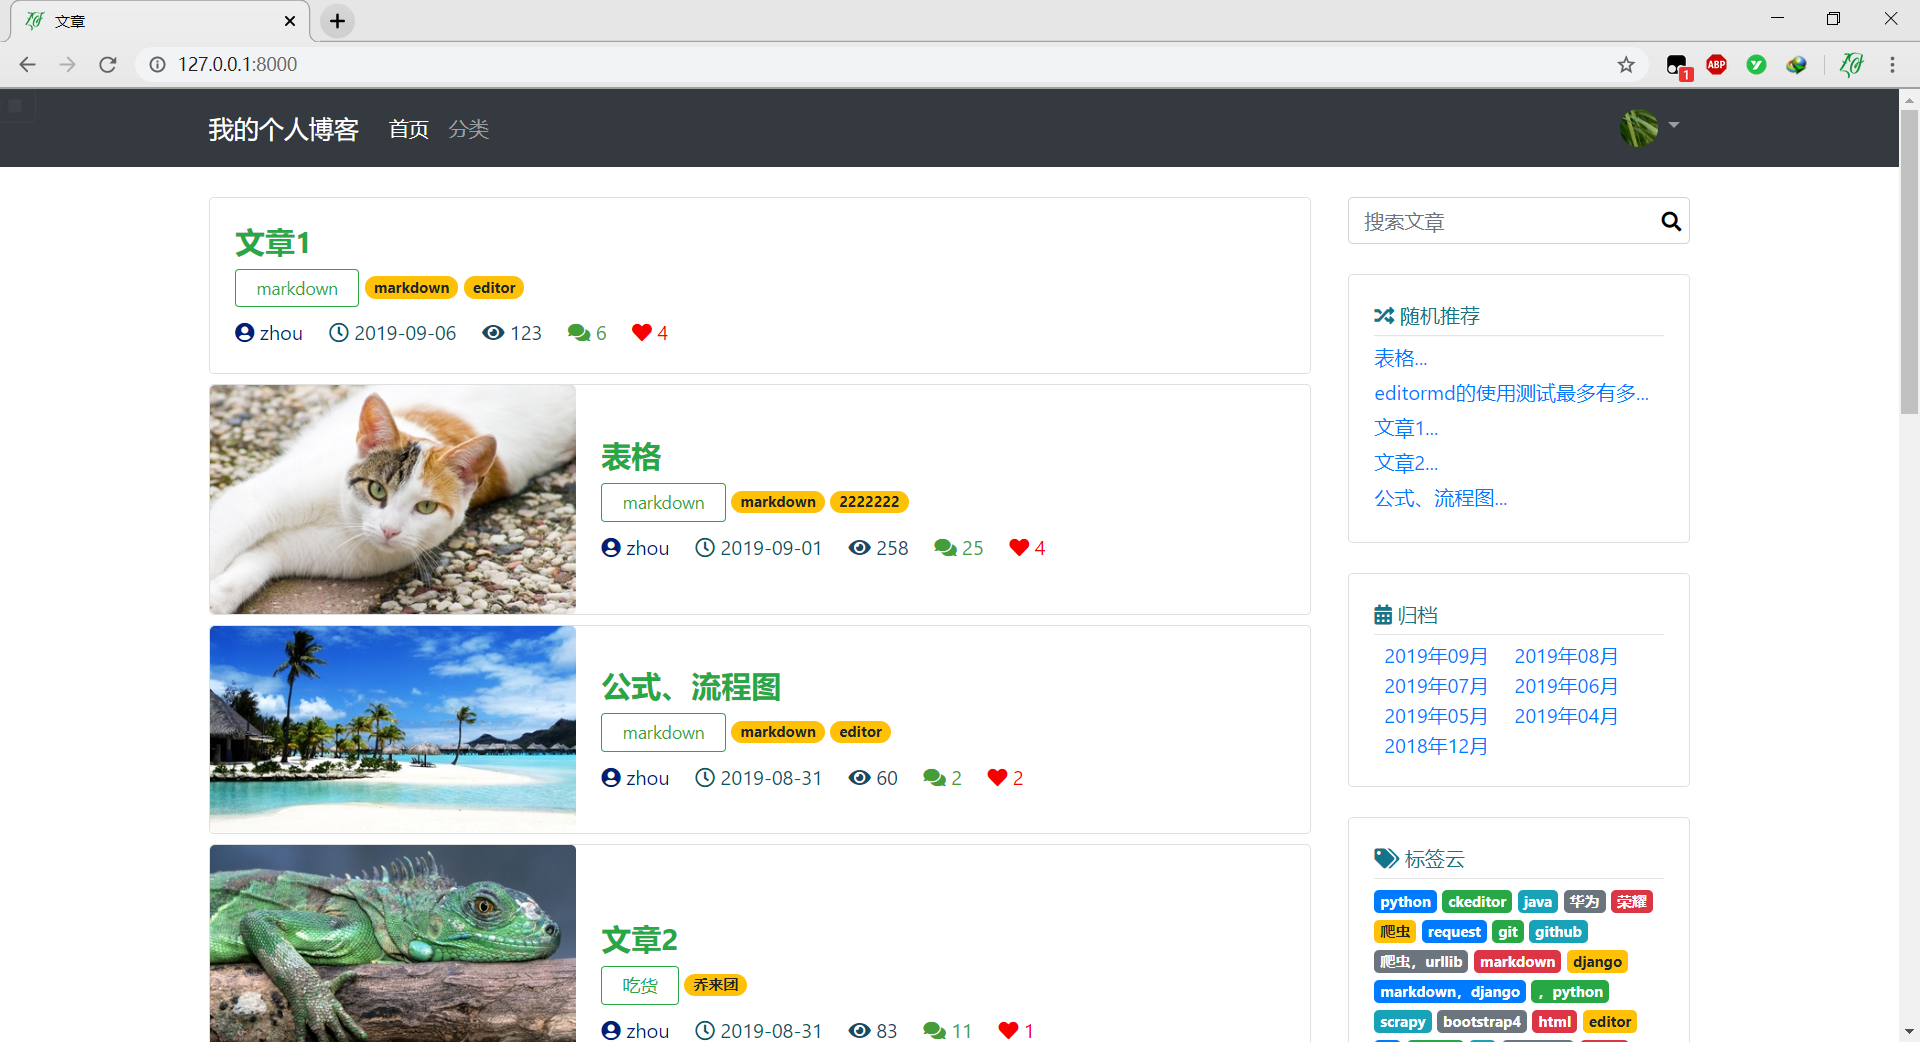 文章
127.0.0.1:8000
1
ABP
我的个人博客 首页 分类
文章1
markdown markdown editor
zhou 2019-09-06 123 6 4
表格
markdown markdown 2222222
zhou 2019-09-01 258 25 4
公式、流程图
markdown markdown editor
zhou 2019-08-31 60 2 2
文章2
吃货 乔来团
zhou 2019-08-31 83 11 1
搜索文章
随机推荐
表格...
editormd的使用测试最多有多...
文章1...
文章2...
公式、流程图...
归档
2019年09月 2019年08月
2019年07月 2019年06月
2019年05月 2019年04月
2018年12月
标签云
python ckeditor java 华为 荣耀
爬虫 request git github
爬虫，urllib markdown django
markdown，django ，python
scrapy bootstrap4 html editor